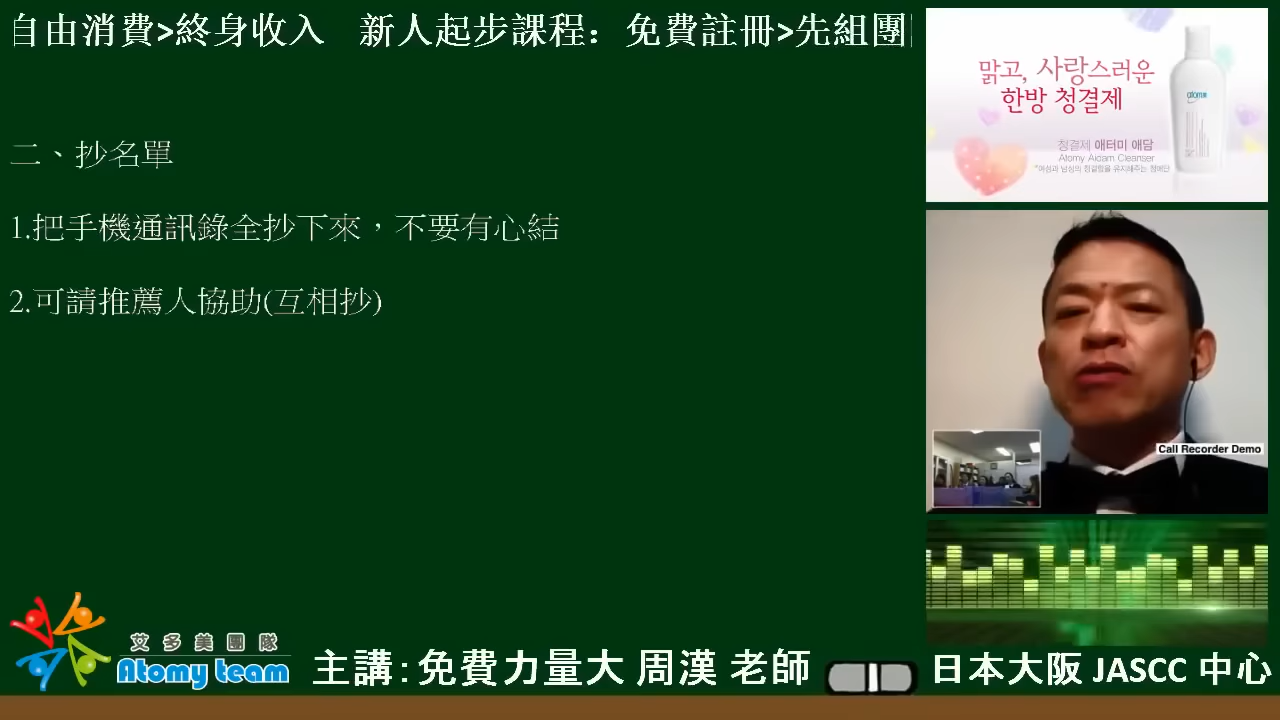 自由消費>終身收入 新人起步課程：免費註冊>先組團
二、抄名單
1.把手機通訊錄全抄下來，不要有心結
2.可請推薦人協助(互相抄)
맑고, 사랑스러운
한방 청결제
청결제 애터미 애담
Atomy Aidam Cleanser
atomy
Call Recorder Demo
艾多美團隊
Atomy team
主講:免費力量大 周漢 老師
日本大阪 JASCC 中心